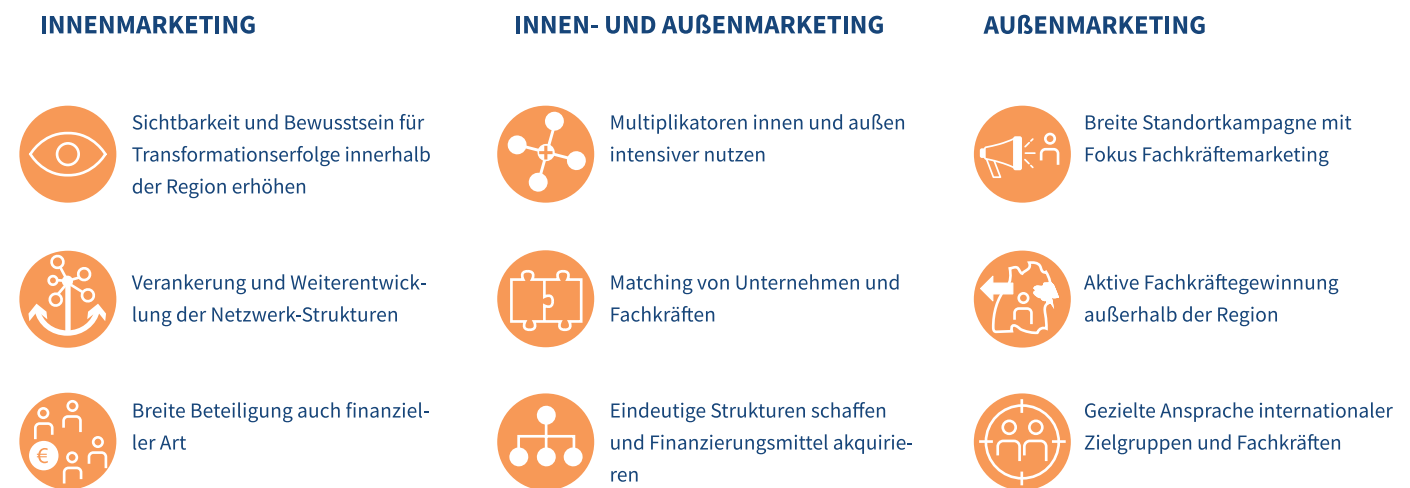 INNENMARKETING
Sichtbarkeit und Bewusstsein für
Transformationserfolge innerhalb
der Region erhöhen
Verankerung und Weiterentwick-
lung der Netzwerk-Strukturen
Breite Beteiligung auch finanziel-
ler Art
€
INNEN- UND AUßENMARKETING
Multiplikatoren innen und außen
intensiver nutzen
Matching von Unternehmen und
Fachkräften
Eindeutige Strukturen schaffen
und Finanzierungsmittel akquirie-
ren
AUßENMARKETING
Breite Standortkampagne mit
Fokus Fachkräftemarketing
Aktive Fachkräftegewinnung
außerhalb der Region
Gezielte Ansprache internationaler
Zielgruppen und Fachkräften